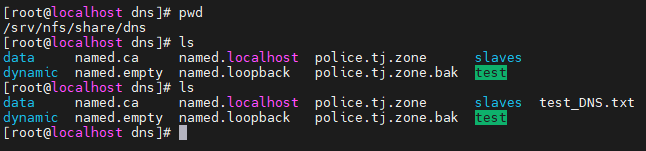 [root@localhost dns]# pwd
/srv/nfs/share/dns
[root@localhost dns]# ls
data     named.ca     named.localhost  police.tj.zone      slaves
dynamic  named.empty  named.loopback   police.tj.zone.bak  test
[root@localhost dns]# ls
data     named.ca     named.localhost  police.tj.zone      slaves  test_DNS.txt
dynamic  named.empty  named.loopback   police.tj.zone.bak  test
[root@localhost dns]#